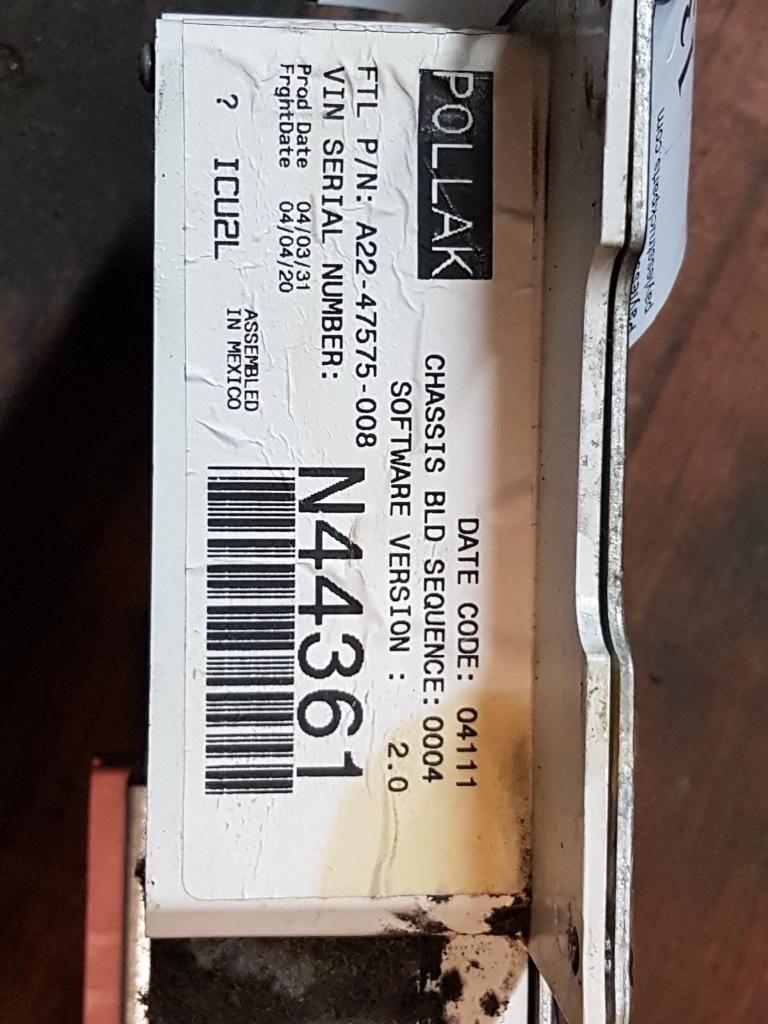 POLLAK
DATE CODE: 04111
CHASSIS BLD SEQUENCE: 0004
SOFTWARE VERSION : 2.0
FTL P/N: A22-47575-008
VIN SERIAL NUMBER: N44361
Prod Date 04/03/31
FrghtDate 04/04/20
? ICU2L
ASSEMBLED
IN MEXICO